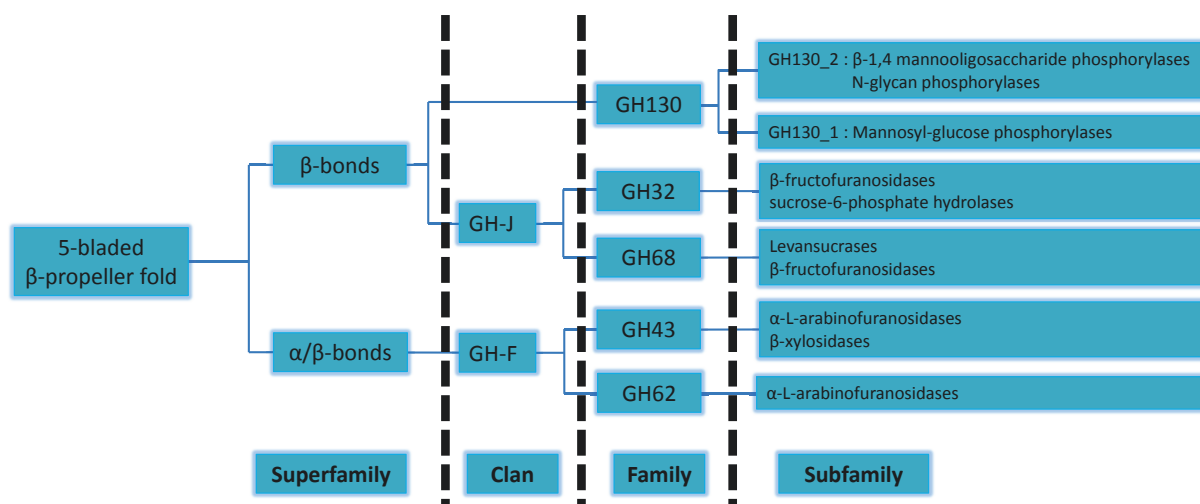 GH130_2 : β-1,4 mannooligosaccharide phosphorylases
N-glycan phosphorylases
GH130
GH130_1 : Mannosyl-glucose phosphorylases
β-bonds
GH32
β-fructofuranosidases
sucrose-6-phosphate hydrolases
GH-J
5-bladed
β-propeller fold
GH68
Levansucrases
β-fructofuranosidases
α/β-bonds
GH-F
GH43
α-L-arabinofuranosidases
β-xylosidases
GH62
α-L-arabinofuranosidases
Superfamily
Clan
Family
Subfamily